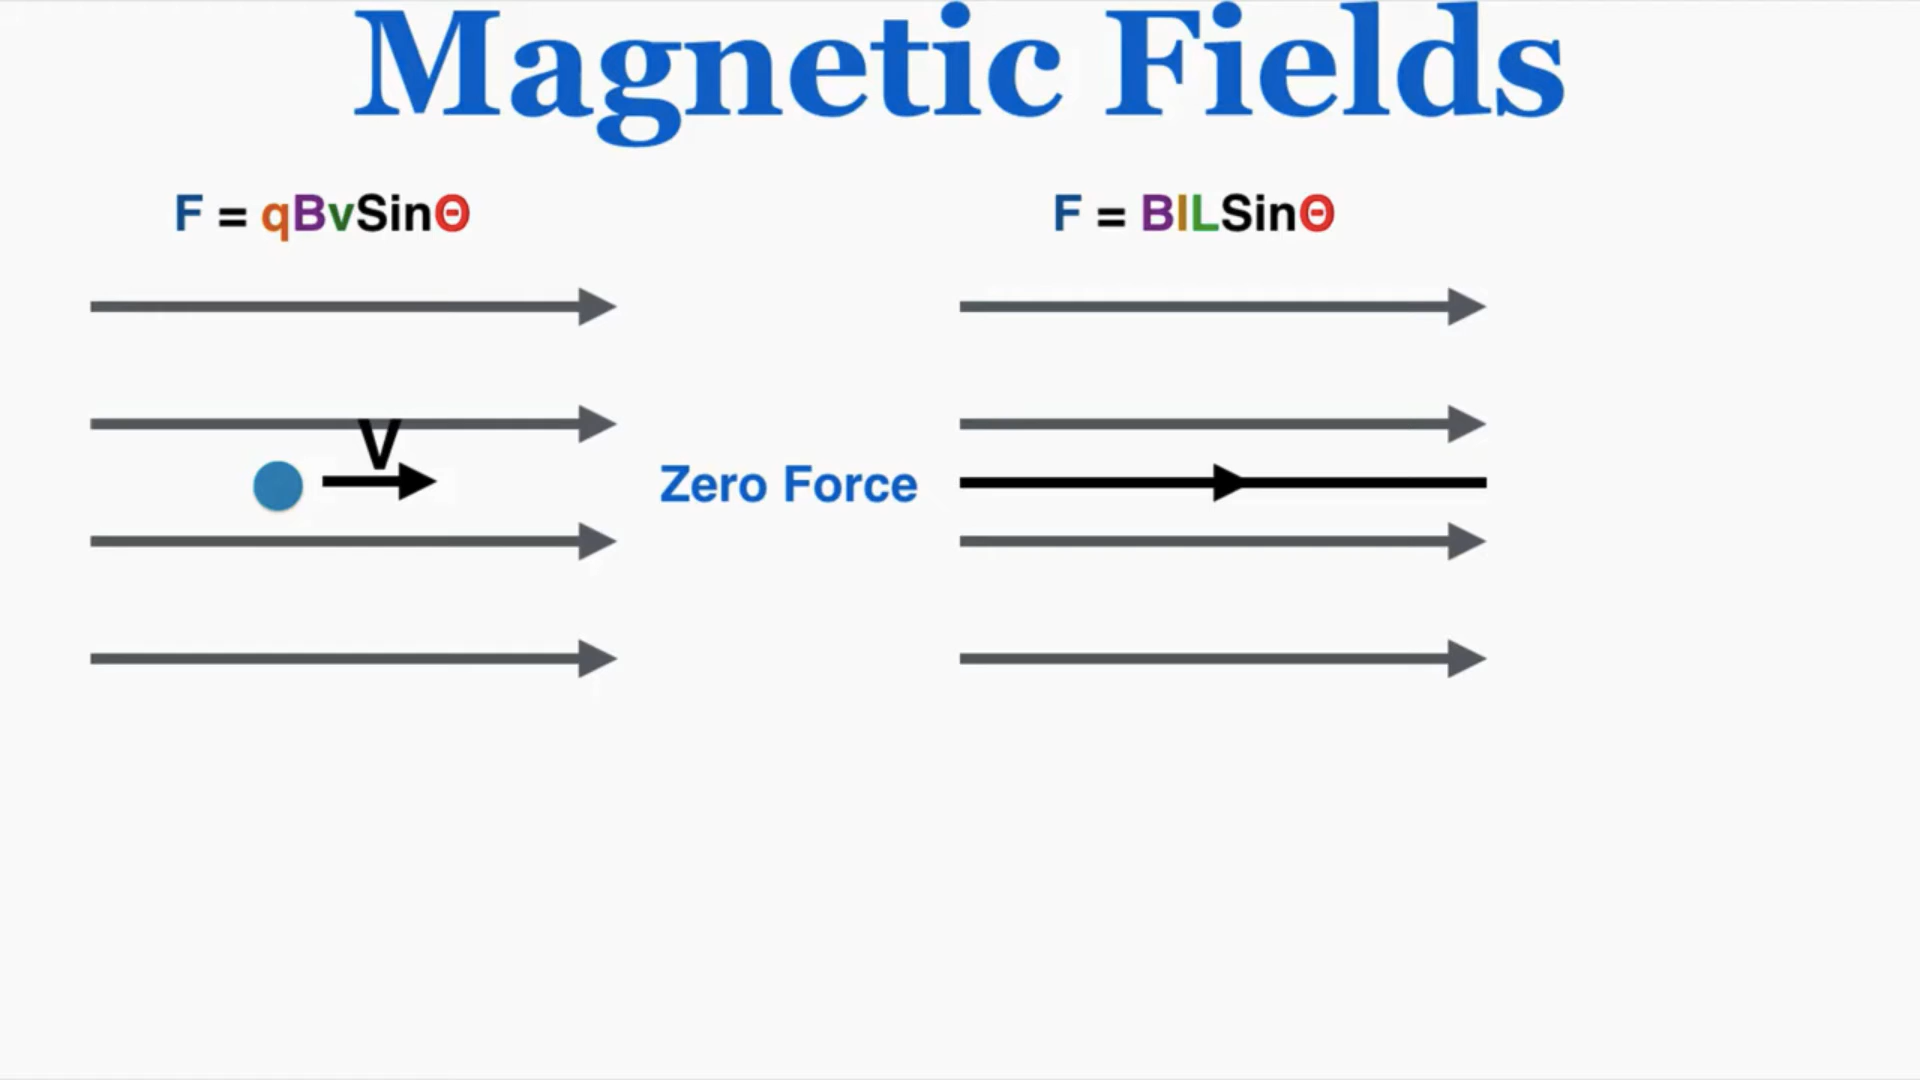 Magnetic Fields
F = qBvSinΘ
F = BILSinΘ
V
Zero Force